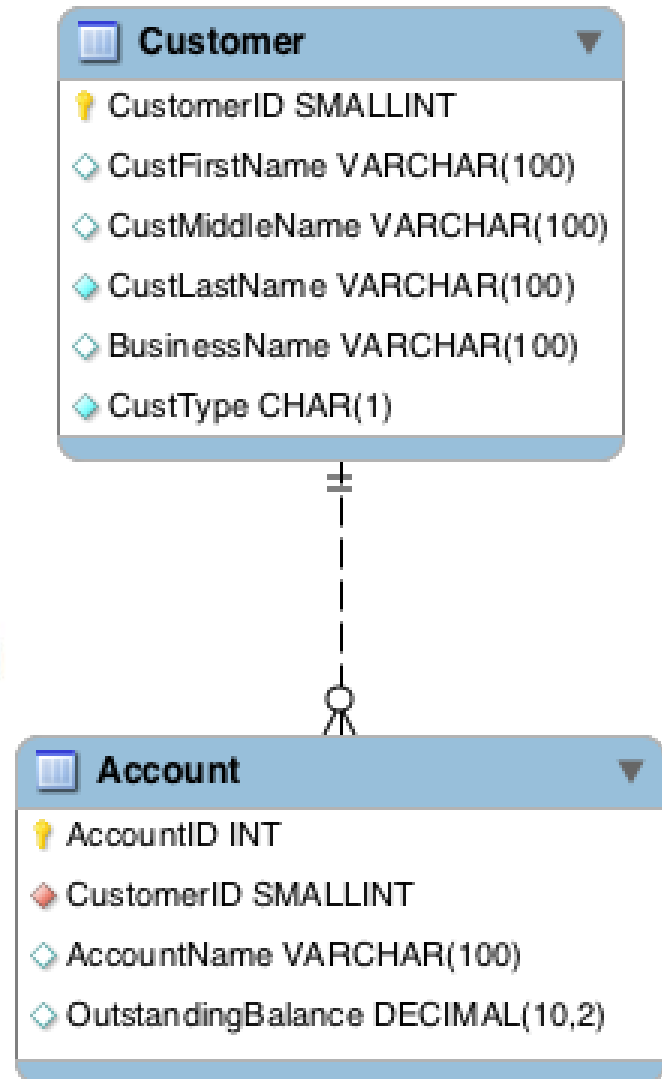 Customer
CustomerID SMALLINT
CustFirstName VARCHAR(100)
CustMiddleName VARCHAR(100)
CustLastName VARCHAR(100)
BusinessName VARCHAR(100)
CustType CHAR(1)
Account
AccountID INT
CustomerID SMALLINT
AccountName VARCHAR(100)
OutstandingBalance DECIMAL(10,2)